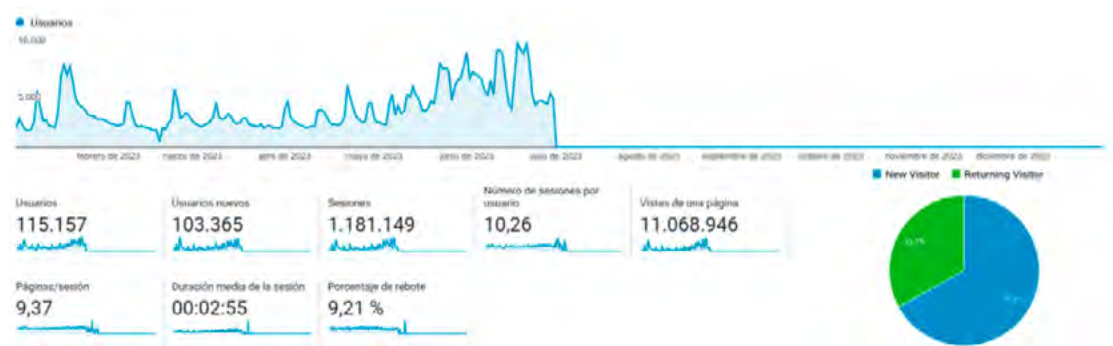 Usuarios
10.000
5.000
febrero de 2023 marzo de 2023 abril de 2023 mayo de 2023 junio de 2023 julio de 2023 agosto de 2023 septiembre de 2023 octubre de 2023 noviembre de 2023 diciembre de 2023
New Visitor Returning Visitor
Usuarios
115.157
Usuarios nuevos
103.365
Sesiones
1.181.149
Número de sesiones por
usuario
10,26
Vistas de una página
11.068.946
Páginas/sesión
9,37
Duración media de la sesión
00:02:55
Porcentaje de rebote
9,21 %